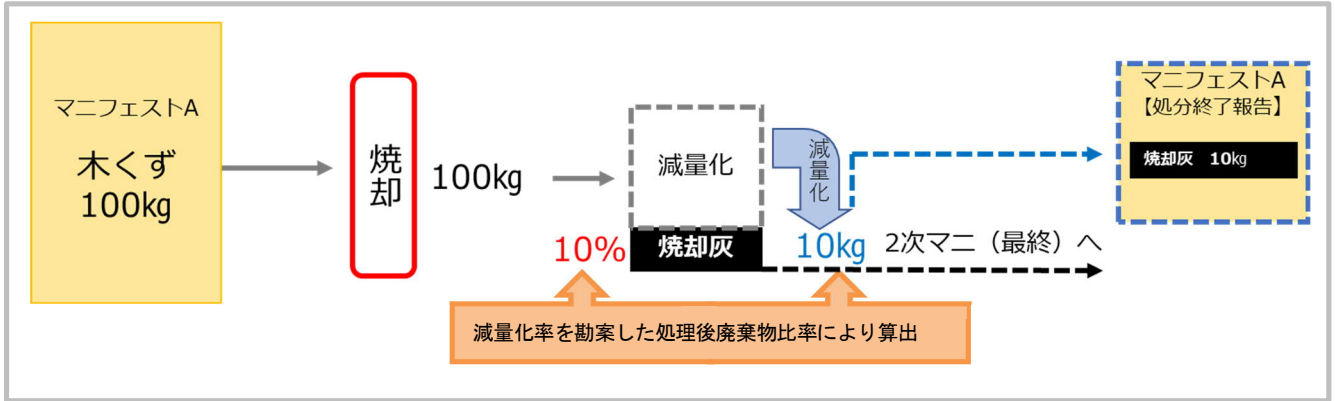 マニフェストA
木くず
100kg
焼却
100kg
減量化
減量化
10%
焼却灰
10kg
2次マニ（最終）へ
減量化率を勘案した処理後廃棄物比率により算出
マニフェストA
【処分終了報告】
焼却灰 10kg